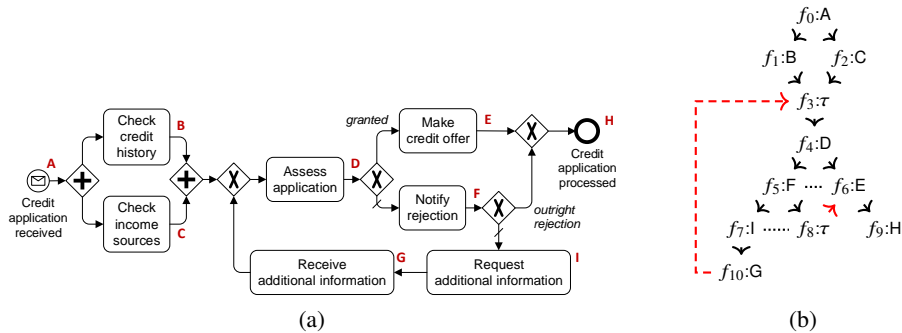 A
Credit
application
received
Check
credit
history
B
Check
income
sources
C
Assess
application
D
granted
Make
credit offer
E
Notify
rejection
F
outright
rejection
H
Credit
application
processed
Receive
additional information
G
Request
additional information
I
(a)
f₀:A
f₁:B f₂:C
f₃:τ
f₄:D
f₅:F f₆:E
f₇:I f₈:τ f₉:H
f₁₀:G
(b)